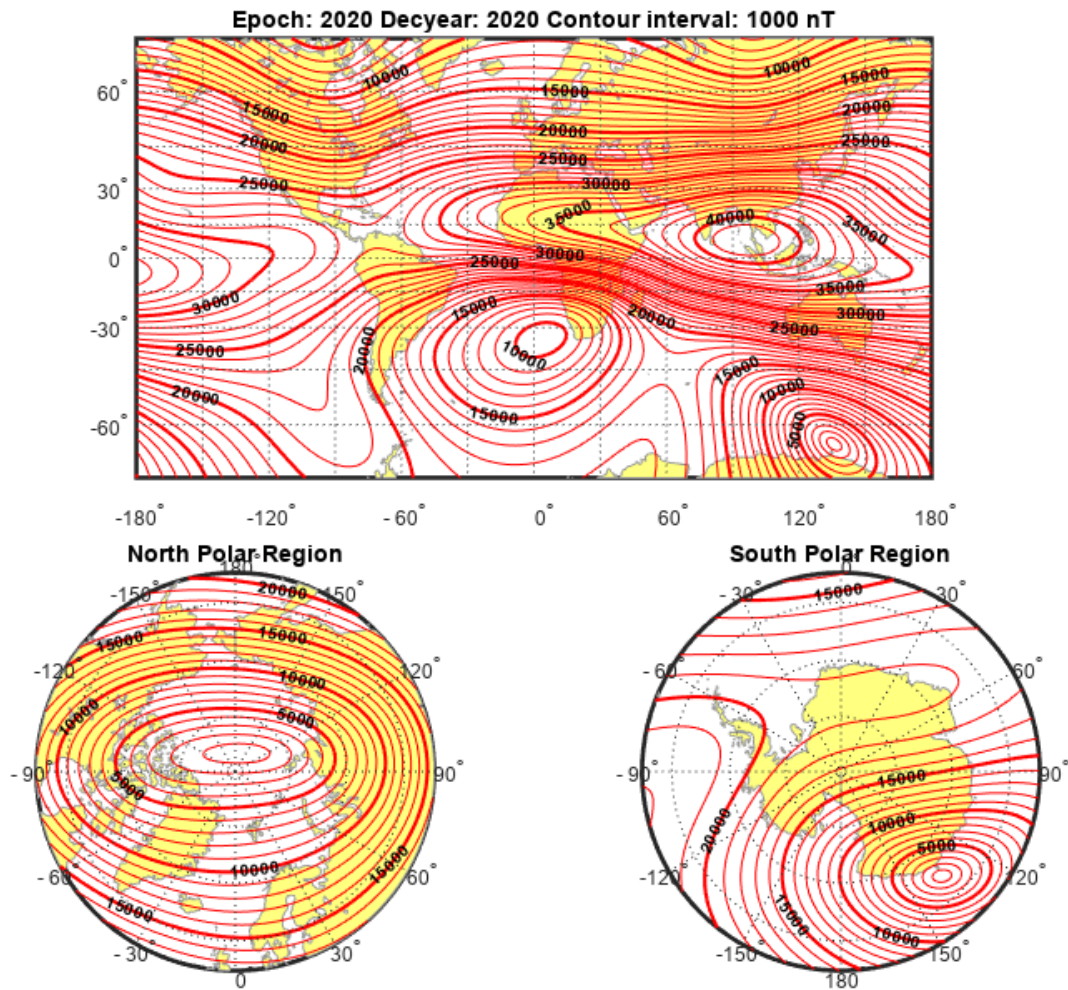 Epoch: 2020 Decyear: 2020 Contour interval: 1000 nT
10000 10000 15000
60° 15000 15000 20000
20000 20000 25000
25000 25000
30° 30000
35000 40000 35000
0° 30000
25000
30000 15000 20000 35000 30000
-30° 25000
25000 20000 10000 15000
20000 15000 10000
-60° 5000
-180° -120° -60° 0° 60° 120° 180°
North Polar Region South Polar Region
180° 0°
-150° 20000 150° -30° 15000 30°
15000 15000
-120 120° -60° 60°
10000
10000 5000
-90° 5000 90° -90° 15000 90°
10000
20000 5000
-60° 10000 15000 60° -120° 120°
15000 15000 10000
-30° 30° -150° 150°
0 180